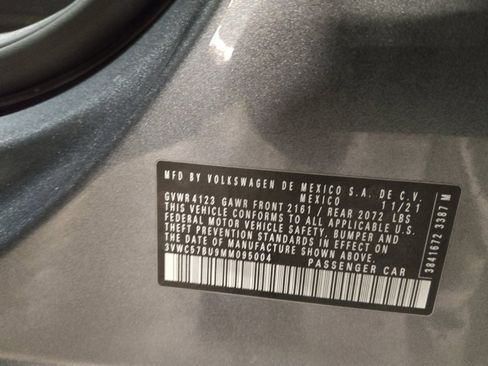 MFD BY VOLKSWAGEN DE MEXICO S.A. DE C.V.
MEXICO 11/21
GVWR 4123 GAWR FRONT 2161 / REAR 2072 LBS
THIS VEHICLE CONFORMS TO ALL APPLICABLE U.S.
FEDERAL MOTOR VEHICLE SAFETY, BUMPER AND
THEFT PREVENTION STANDARDS IN EFFECT ON
THE DATE OF MANUFACTURE SHOWN ABOVE.
3VWC57BU9MM095004
PASSENGER CAR
3841672 3387 M